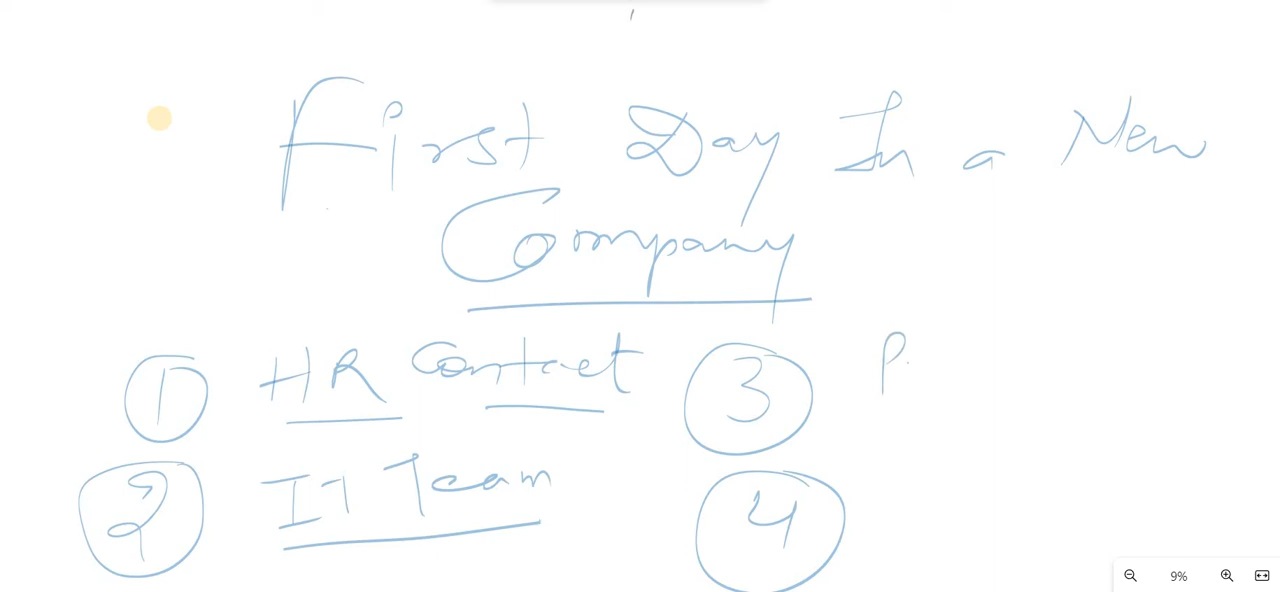 First Day In a New
Company
1 HR Contact
2 IT Team
3 P.
4
9%